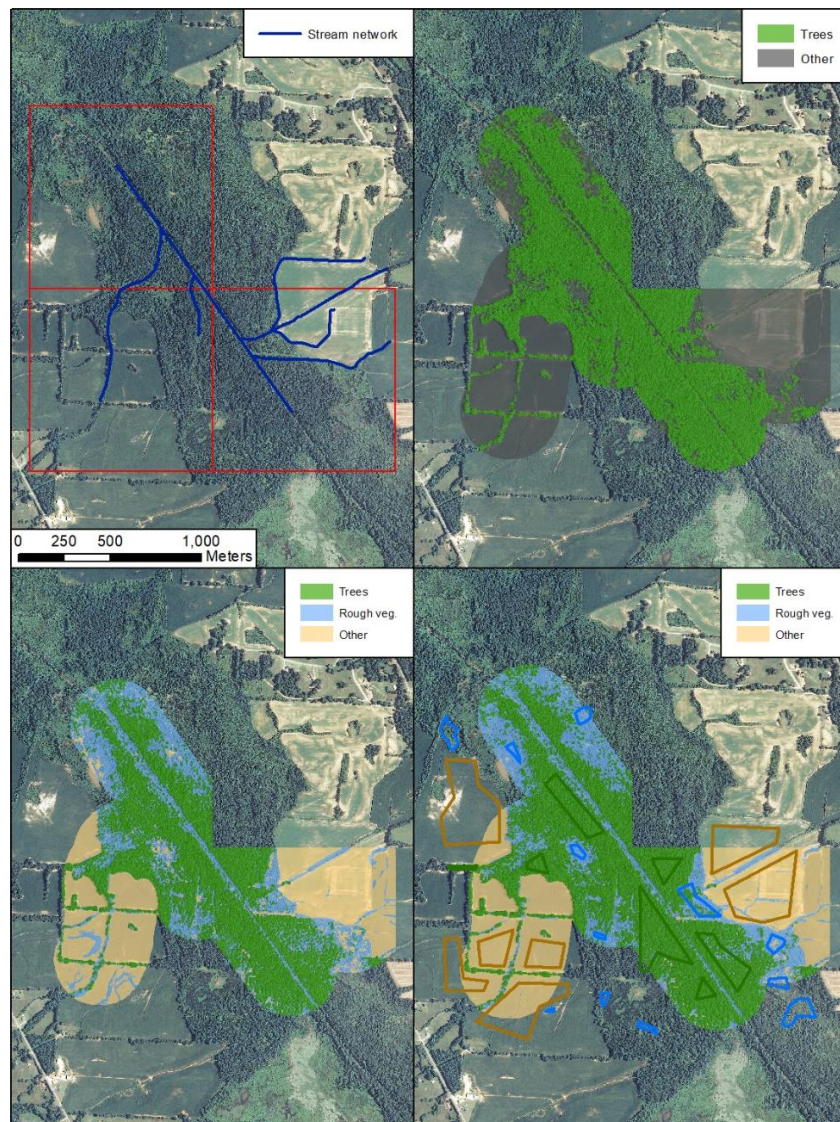 Stream network
Trees
Other
0 250 500 1,000
Meters
Trees
Rough veg.
Other
Trees
Rough veg.
Other